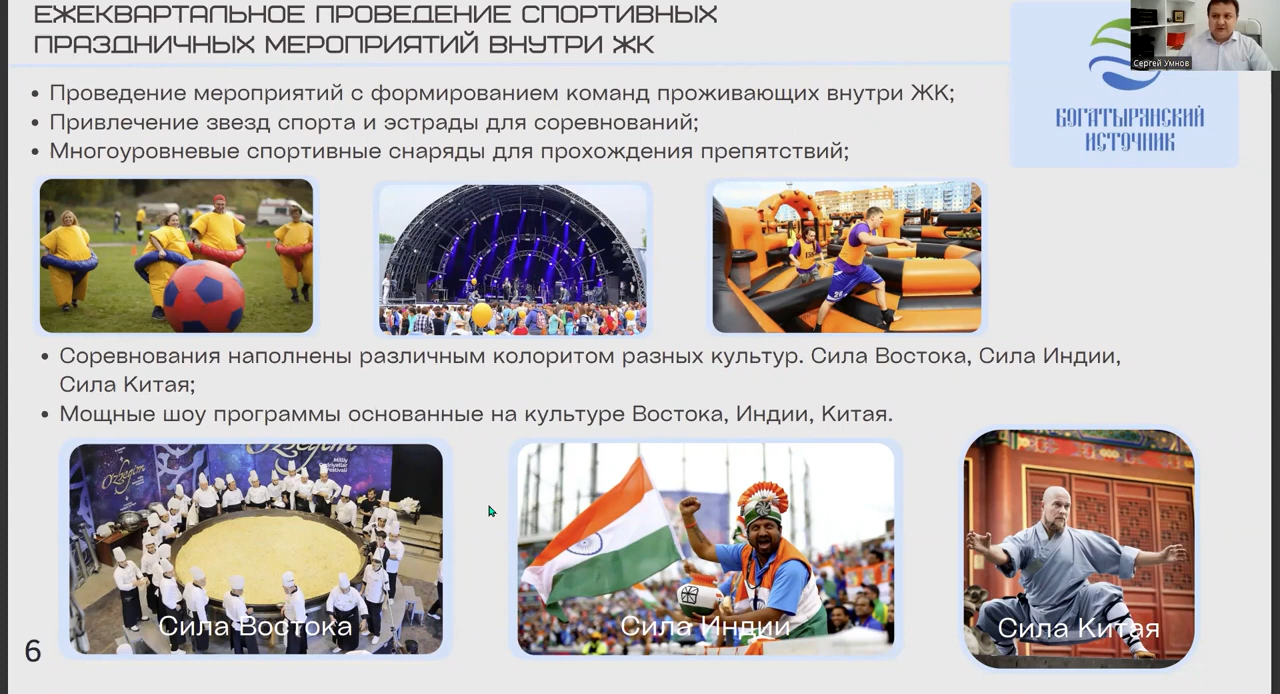 ЕЖЕКВАРТАЛЬНОЕ ПРОВЕДЕНИЕ СПОРТИВНЫХ
ПРАЗДНИЧНЫХ МЕРОПРИЯТИЙ ВНУТРИ ЖК
Сергей Умнов
БОГАТЫРЯНСКИЙ
ИСТОЧНИК
• Проведение мероприятий с формированием команд проживающих внутри ЖК;
• Привлечение звезд спорта и эстрады для соревнований;
• Многоуровневые спортивные снаряды для прохождения препятствий;
• Соревнования наполнены различным колоритом разных культур. Сила Востока, Сила Индии,
Сила Китая;
• Мощные шоу программы основанные на культуре Востока, Индии, Китая.
O'zbegim
Milliy
O'zbegim
Сила Востока
Сила Индии
Сила Китая
6